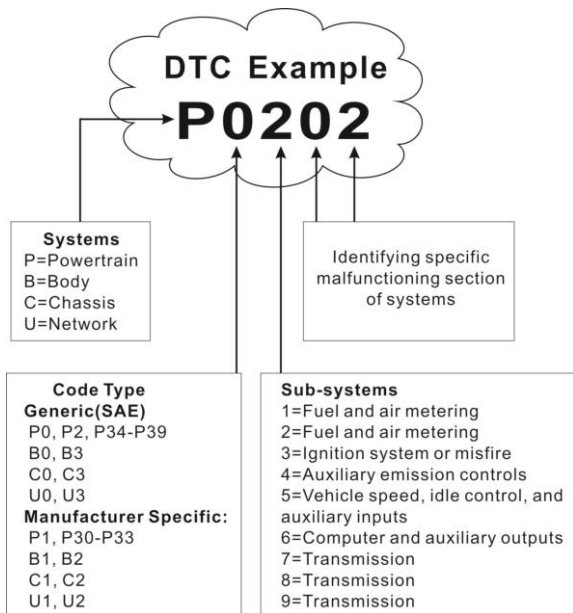 DTC Example
P0202
Systems
P=Powertrain
B=Body
C=Chassis
U=Network
Identifying specific
malfunctioning section
of systems
Code Type
Generic(SAE)
P0, P2, P34-P39
B0, B3
C0, C3
U0, U3
Manufacturer Specific:
P1, P30-P33
B1, B2
C1, C2
U1, U2
Sub-systems
1=Fuel and air metering
2=Fuel and air metering
3=Ignition system or misfire
4=Auxiliary emission controls
5=Vehicle speed, idle control, and
auxiliary inputs
6=Computer and auxiliary outputs
7=Transmission
8=Transmission
9=Transmission